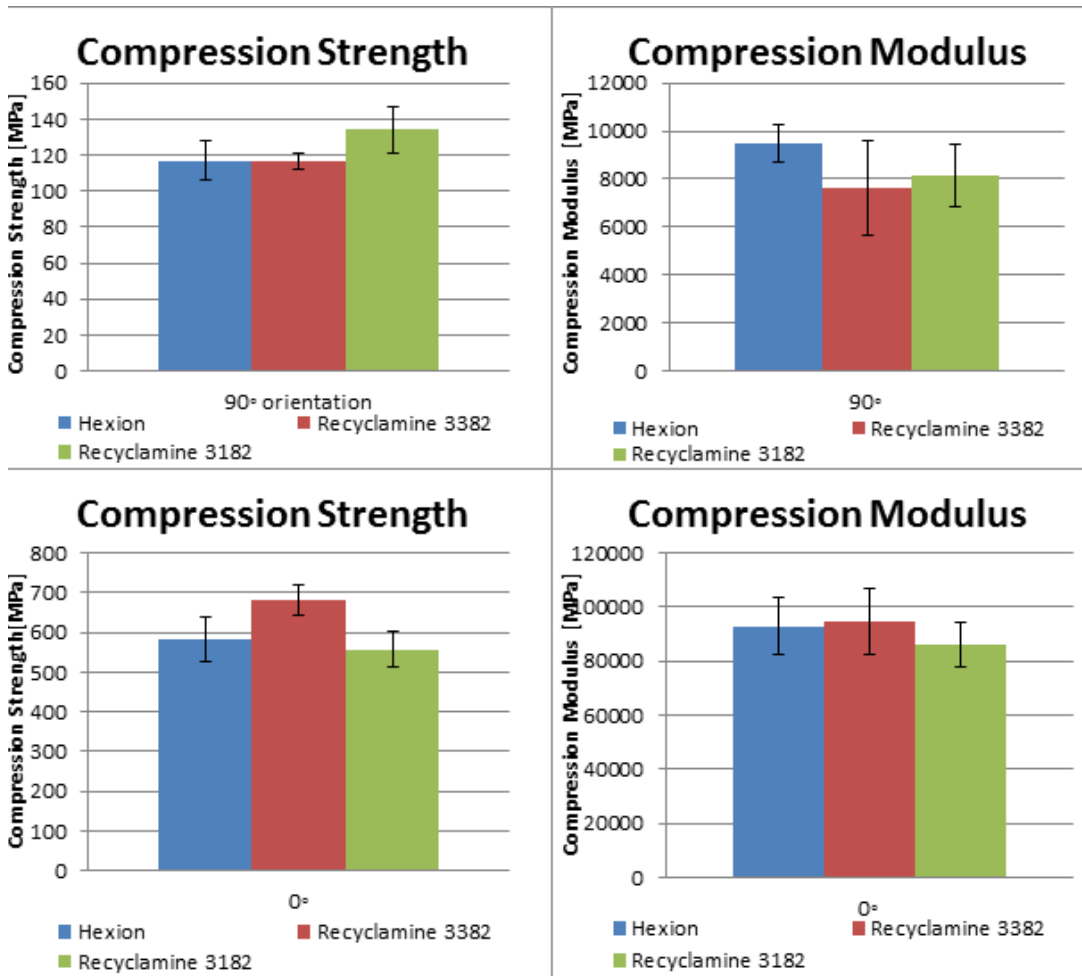 Compression Strength
Compression Strength [MPa]
160
140
120
100
80
60
40
20
0
90° orientation
Hexion
Recyclamine 3382
Recyclamine 3182
Compression Modulus
Compression Modulus [MPa]
12000
10000
8000
6000
4000
2000
0
90°
Hexion
Recyclamine 3382
Recyclamine 3182
Compression Strength
Compression Strength[MPa]
800
700
600
500
400
300
200
100
0
0°
Hexion
Recyclamine 3382
Recyclamine 3182
Compression Modulus
Compression Modulus [MPa]
120000
100000
80000
60000
40000
20000
0
0°
Hexion
Recyclamine 3382
Recyclamine 3182